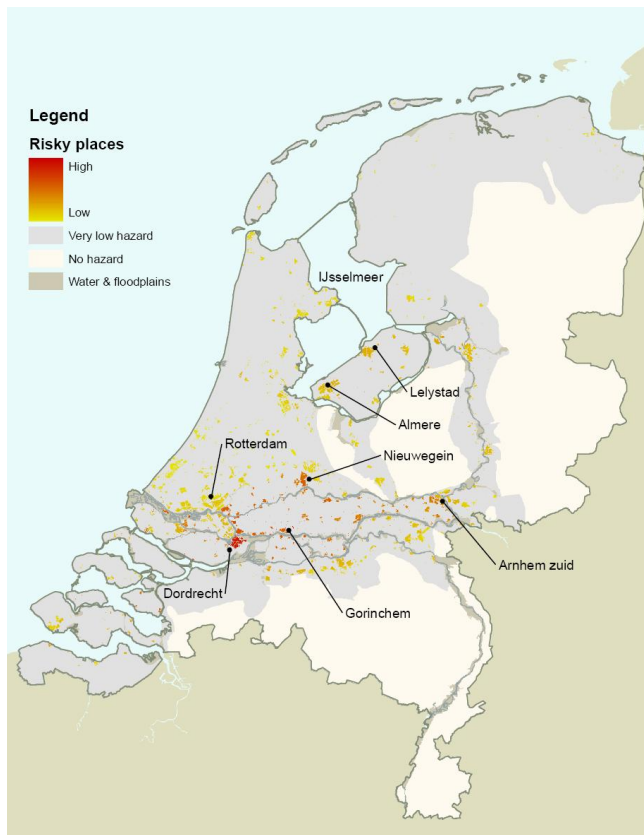 Legend
Risky places
High
Low
Very low hazard
No hazard
Water & floodplains
IJsselmeer
Lelystad
Almere
Rotterdam
Nieuwegein
Arnhem zuid
Dordrecht
Gorinchem